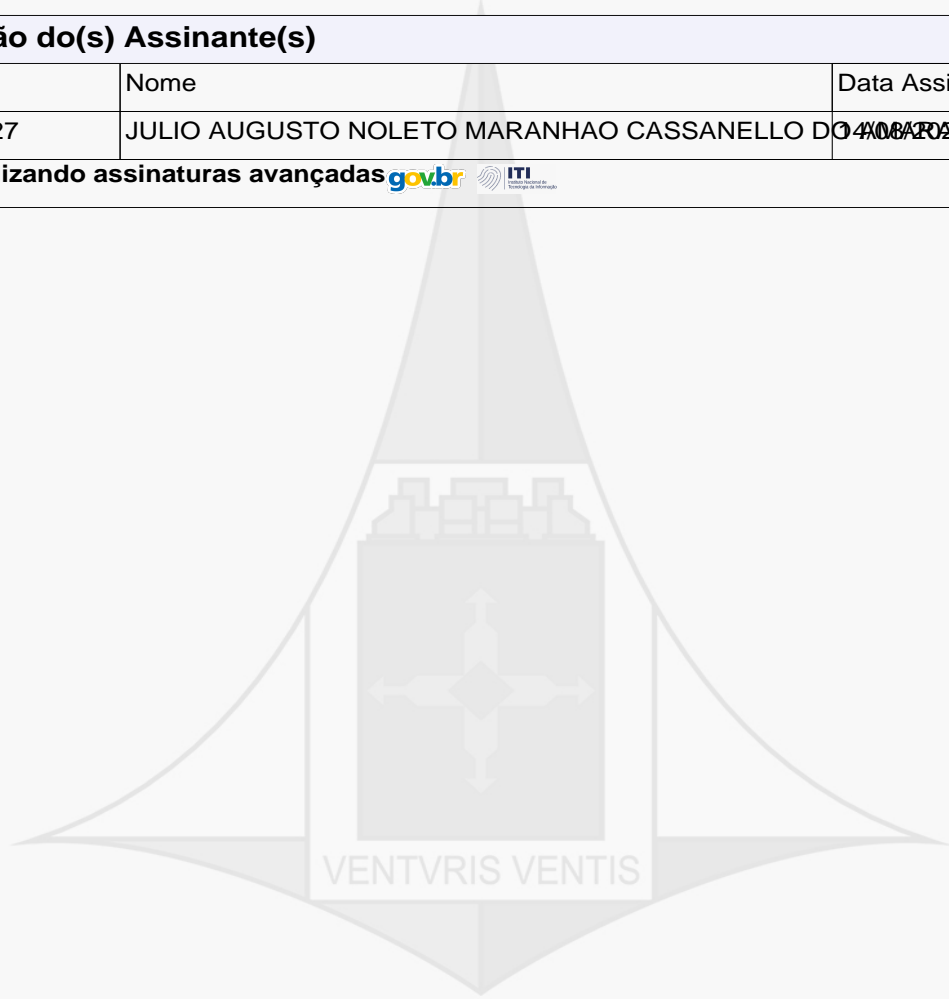 ão do(s) Assinante(s)
Nome Data Assi
27 JULIO AUGUSTO NOLETO MARANHAO CASSANELLO DO
izando assinaturas avançadas gov.br ITI
VENTVRIS VENTIS